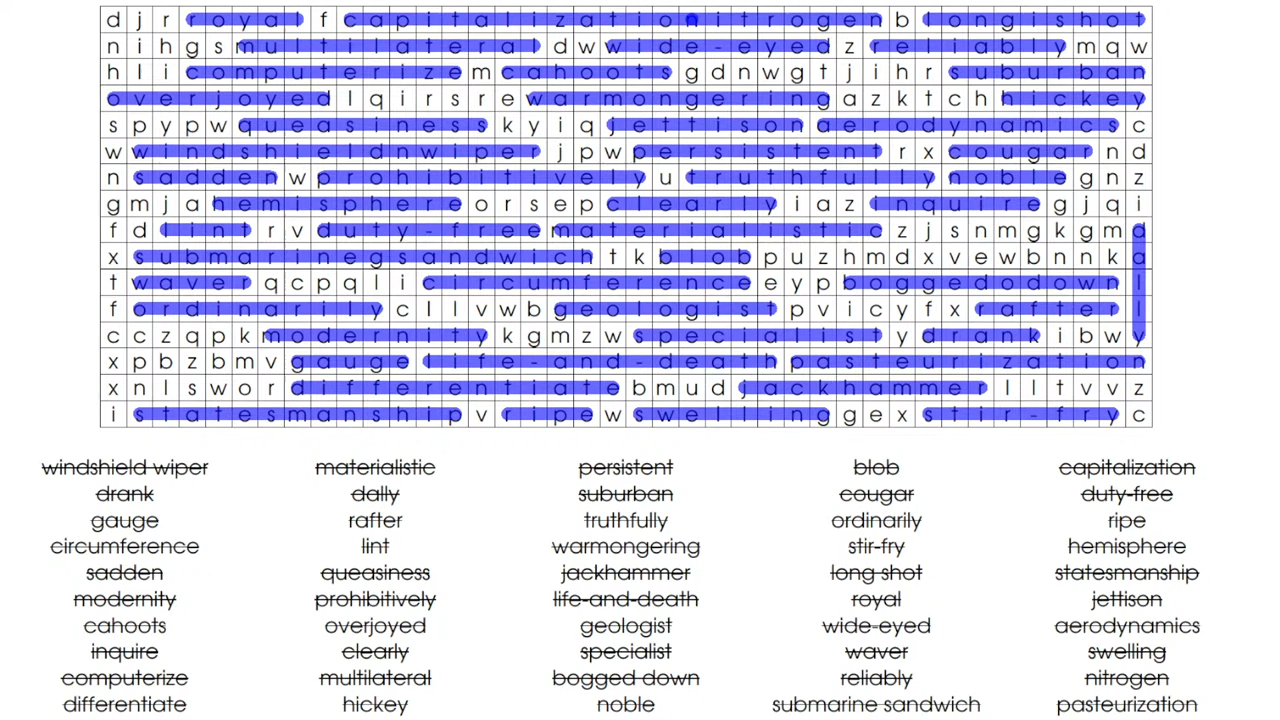 d j r r o y a l f c a p i t a l i z a t i o n i t r o g e n b l o n g i s h o t
n i h g s m u l t i l a t e r a l d w w i d e - e y e d z r e l i a b l y m q w
h l i c o m p u t e r i z e m c a h o o t s g d n w g t j i h r s u b u r b a n
o v e r j o y e d l q i r s r e w a r m o n g e r i n g a z k t c h h i c k e y
s p y p w q u e a s i n e s s k y i q j e t t i s o n a e r o d y n a m i c s c
w w i n d s h i e l d n w i p e r j p w p e r s i s t e n t r x c o u g a r n d
n s a d d e n w p r o h i b i t i v e l y u t r u t h f u l l y n o b l e g n z
g m j a h e m i s p h e r e o r s e p c l e a r l y i a z i n q u i r e g j q i
f d l i n t r v d u t y - f r e e m a t e r i a l i s t i c z j s n m g k g m d
x s u b m a r i n e g s a n d w i c h t k b l o b p u z h m d x v e w b n n k a
t w a v e r q c p q l i c i r c u m f e r e n c e e y p b o g g e d o d o w n l
f o r d i n a r i l y c l l v w b g e o l o g i s t p v i c y f x r a f t e r l
c c z q p k m o d e r n i t y k g m z w s p e c i a l i s t y d r a n k i b w y
x p b z b m v g a u g e l i f e - a n d - d e a t h p a s t e u r i z a t i o n
x n l s w o r d i f f e r e n t i a t e b m u d j a c k h a m m e r l l t v v z
i s t a t e s m a n s h i p v r i p e w s w e l l i n g g e x s t i r - f r y c
windshield wiper materialistic persistent blob capitalization
drank dally suburban cougar duty-free
gauge rafter truthfully ordinarily ripe
circumference lint warmongering stir-fry hemisphere
sadden queasiness jackhammer long shot statesmanship
modernity prohibitively life-and-death royal jettison
cahoots overjoyed geologist wide-eyed aerodynamics
inquire clearly specialist waver swelling
computerize multilateral bogged down reliably nitrogen
differentiate hickey noble submarine sandwich pasteurization